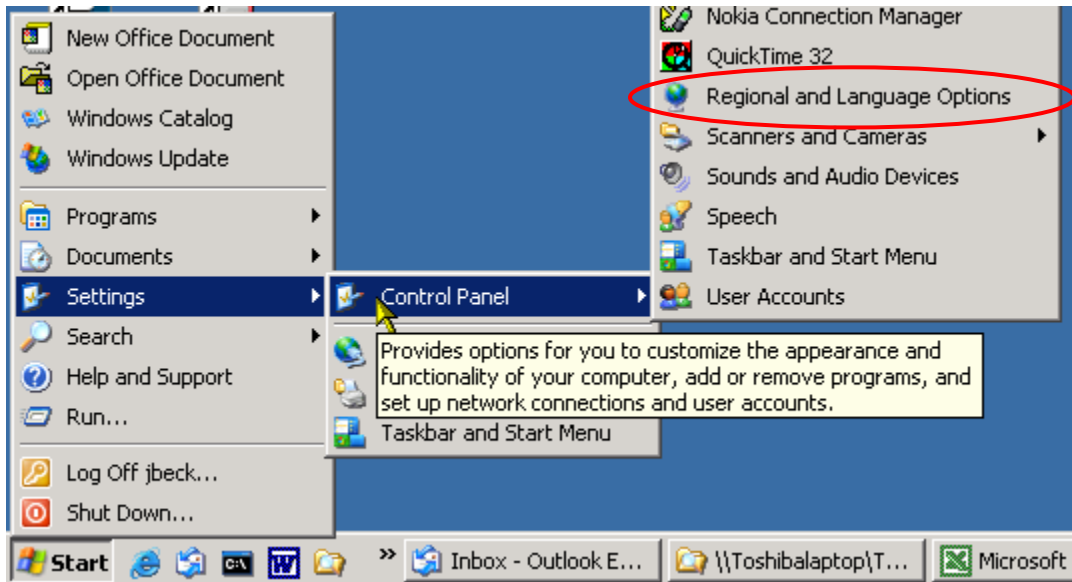 New Office Document
Open Office Document
Windows Catalog
Windows Update
Programs
Documents
Settings
Search
Help and Support
Run...
Log Off jbeck...
Shut Down...
Control Panel
Provides options for you to customize the appearance and
functionality of your computer, add or remove programs, and
set up network connections and user accounts.
Taskbar and Start Menu
Nokia Connection Manager
QuickTime 32
Regional and Language Options
Scanners and Cameras
Sounds and Audio Devices
Speech
Taskbar and Start Menu
User Accounts
Start
»
Inbox - Outlook E...
\\Toshibalaptop\T...
Microsoft